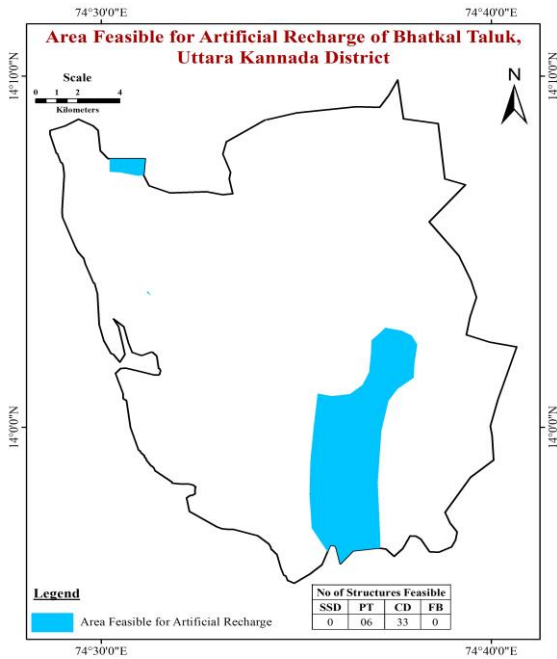 74°30'0"E
74°40'0"E
Area Feasible for Artificial Recharge of Bhatkal Taluk,
Uttara Kannada District
14°10'0"N
14°10'0"N
Scale
0 1 2 4
Kilometers
N
14°0'0"N
14°0'0"N
Legend
Area Feasible for Artificial Recharge
No of Structures Feasible
SSD PT CD FB
0 06 33 0
74°30'0"E
74°40'0"E